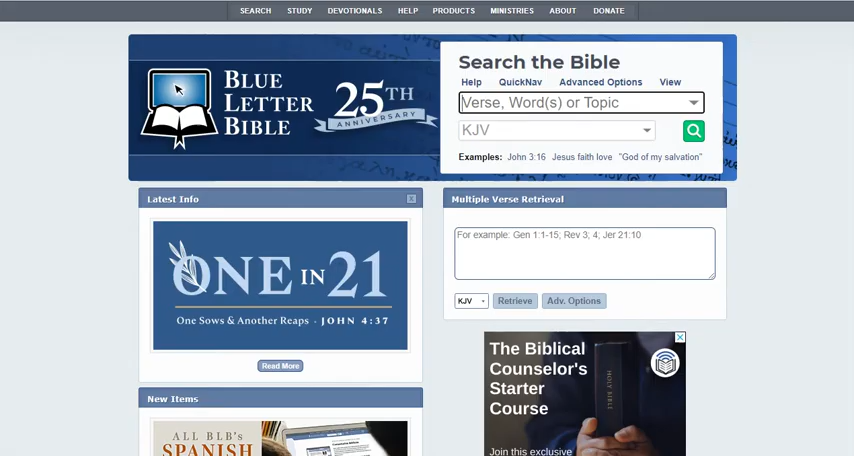 SEARCH STUDY DEVOTIONALS HELP PRODUCTS MINISTRIES ABOUT DONATE
BLUE
LETTER
BIBLE
25TH
ANNIVERSARY
Search the Bible
Help QuickNav Advanced Options View
Verse, Word(s) or Topic
KJV
Examples: John 3:16 Jesus faith love "God of my salvation"
Latest Info
X
ONE IN 21
One Sows & Another Reaps · JOHN 4:37
Read More
New Items
ALL BLB's
SPANISH
Multiple Verse Retrieval
For example: Gen 1:1-15; Rev 3; 4; Jer 21:10
KJV Retrieve Adv. Options
The Biblical
Counselor's
Starter
Course
HOLY BIBLE
Join this exclusive